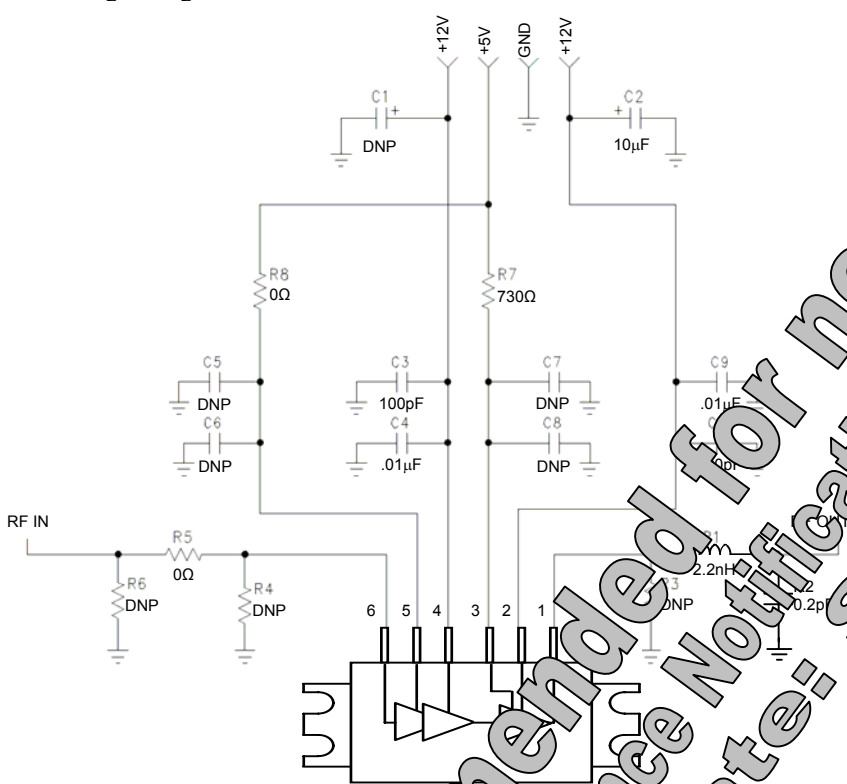 +12V
+5V
GND
+12V
C1
+
DNP
C2
+
10µF
R8
0Ω
R7
730Ω
C5
DNP
C3
100pF
C7
DNP
C9
.01µF
C6
DNP
C4
.01µF
C8
DNP
RF IN
R5
0Ω
R6
DNP
R4
DNP
2.2nH
DNP
6 5 4 3 2 1
for